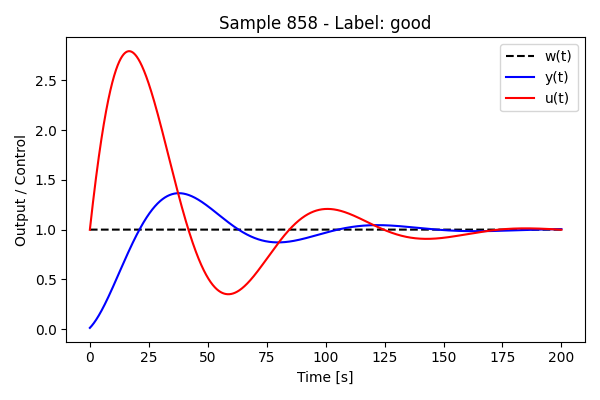 Sample 858 - Label: good
w(t)
y(t)
u(t)
Output / Control
2.5
2.0
1.5
1.0
0.5
0.0
0 25 50 75 100 125 150 175 200
Time [s]